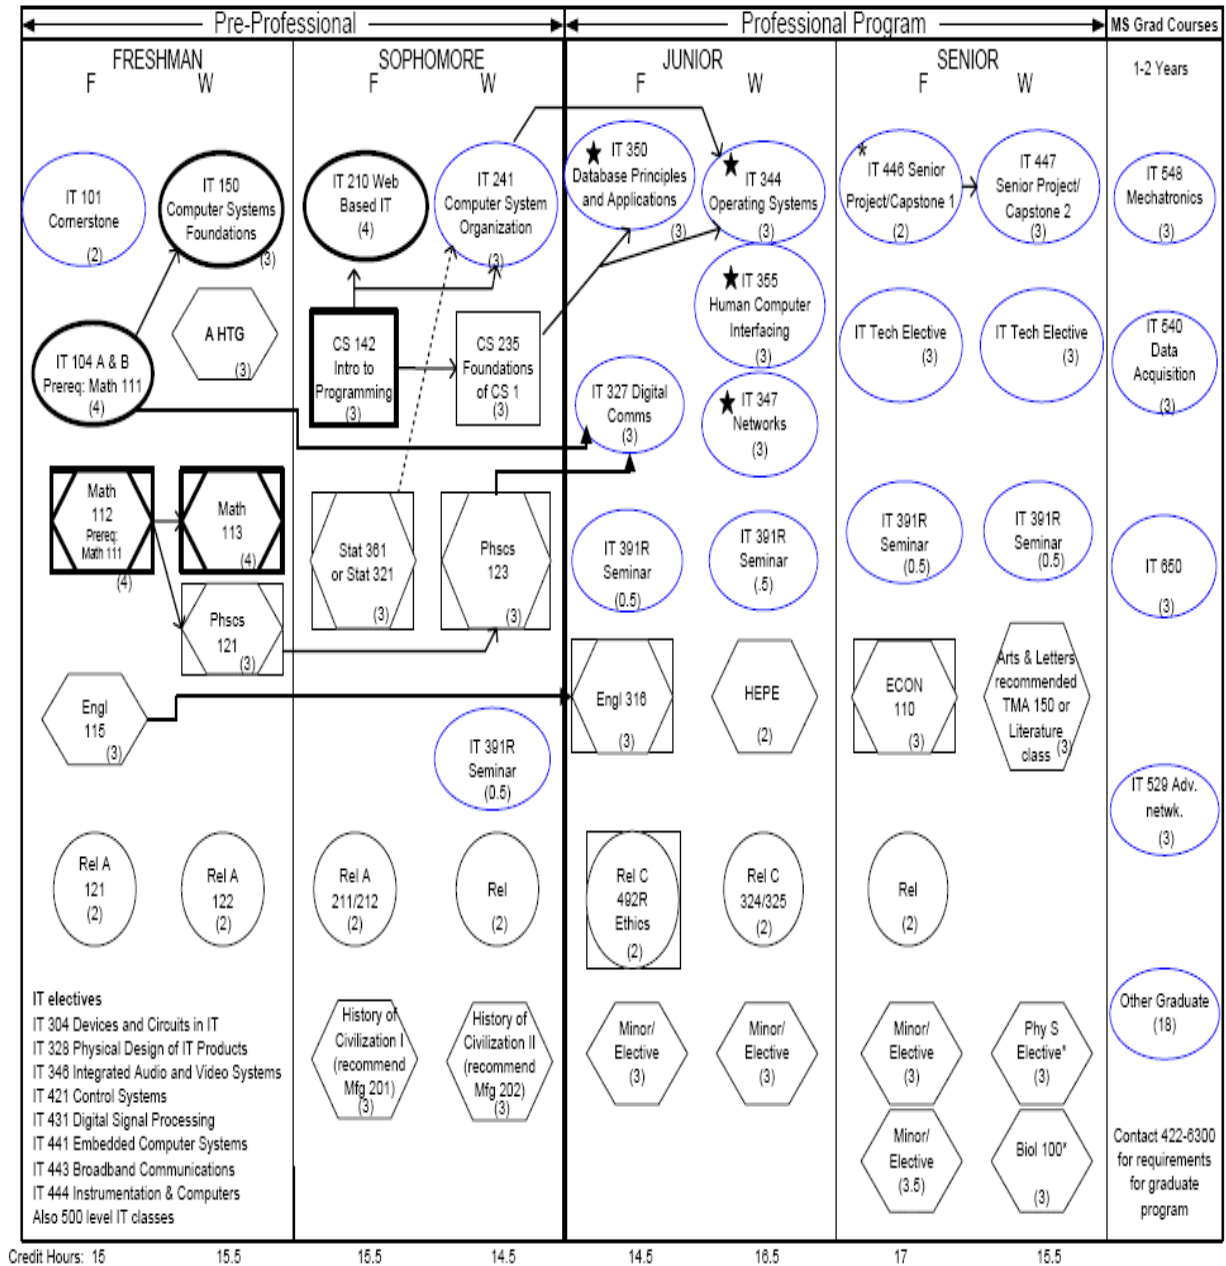 Pre-Professional
Professional Program
MS Grad Courses
FRESHMAN
F W
SOPHOMORE
F W
JUNIOR
F W
SENIOR
F W
1-2 Years
IT 101
Cornerstone
(2)
IT 104 A & B
Prereq: Math 111
(4)
Math
112
Prereq:
Math 111
(4)
Engl
115
(3)
Rel A
121
(2)
IT 150
Computer Systems
Foundations
(3)
A HTG
(3)
Math
113
(4)
Phscs
121
(3)
Rel A
122
(2)
IT electives
IT 304 Devices and Circuits in IT
IT 328 Physical Design of IT Products
IT 346 Integrated Audio and Video Systems
IT 421 Control Systems
IT 431 Digital Signal Processing
IT 441 Embedded Computer Systems
IT 443 Broadband Communications
IT 444 Instrumentation & Computers
Also 500 level IT classes
IT 210 Web
Based IT
(4)
CS 142
Intro to
Programming
(3)
Stat 361
or Stat 321
(3)
Rel A
211/212
(2)
History of
Civilization I
(recommend
Mfg 201)
(3)
IT 241
Computer System
Organization
(3)
CS 235
Foundations
of CS 1
(3)
Phscs
123
(3)
IT 391R
Seminar
(0.5)
Rel
(2)
History of
Civilization II
(recommend
Mfg 202)
(3)
★ IT 350
Database Principles
and Applications
(3)
IT 327 Digital
Comms
(3)
IT 391R
Seminar
(0.5)
Engl 316
(3)
Rel C
492R
Ethics
(2)
Minor/
Elective
(3)
★ IT 344
Operating Systems
(3)
★ IT 355
Human Computer
Interfacing
(3)
★ IT 347
Networks
(3)
IT 391R
Seminar
(.5)
HEPE
(2)
Rel C
324/325
(2)
Minor/
Elective
(3)
* IT 446 Senior
Project/Capstone 1
(2)
IT Tech Elective
(3)
IT 391R
Seminar
(0.5)
ECON
110
(3)
Rel
(2)
Minor/
Elective
(3)
Minor/
Elective
(3.5)
IT 447
Senior Project/
Capstone 2
(3)
IT Tech Elective
(3)
IT 391R
Seminar
(0.5)
Arts & Letters
recommended
TMA 150 or
Literature
class (3)
Phy S
Elective*
(3)
Biol 100*
(3)
IT 548
Mechatronics
(3)
IT 540
Data
Acquisition
(3)
IT 650
(3)
IT 529 Adv.
netwk.
(3)
Other Graduate
(18)
Contact 422-6300
for requirements
for graduate
program
Credit Hours: 15 15.5 15.5 14.5 14.5 16.5 17 15.5